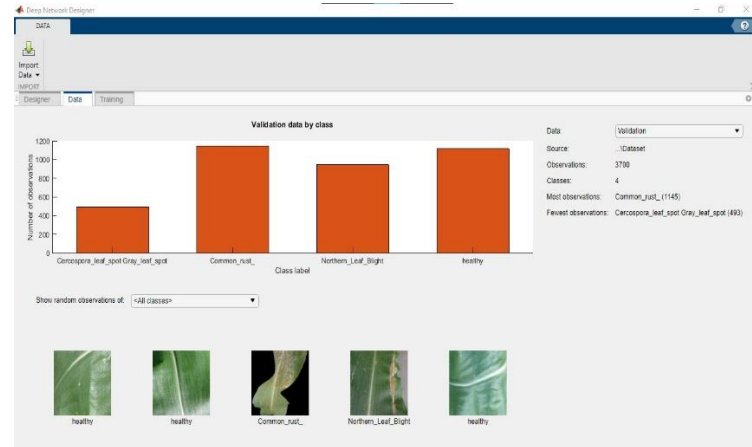 Deep Network Designer
DATA
Import
Data
IMPORT
Designer Data Training
Validation data by class
Number of observations
1200
1000
800
600
400
200
0
Cercospora_leaf_spot Gray_leaf_spot Common_rust_ Northern_Leaf_Blight healthy
Class label
Data: Validation
Source: ...\Dataset
Observations: 3700
Classes: 4
Most observations: Common_rust_ (1145)
Fewest observations: Cercospora_leaf_spot Gray_leaf_spot (493)
Show random observations of: <All classes>
healthy healthy Common_rust_ Northern_Leaf_Blight healthy